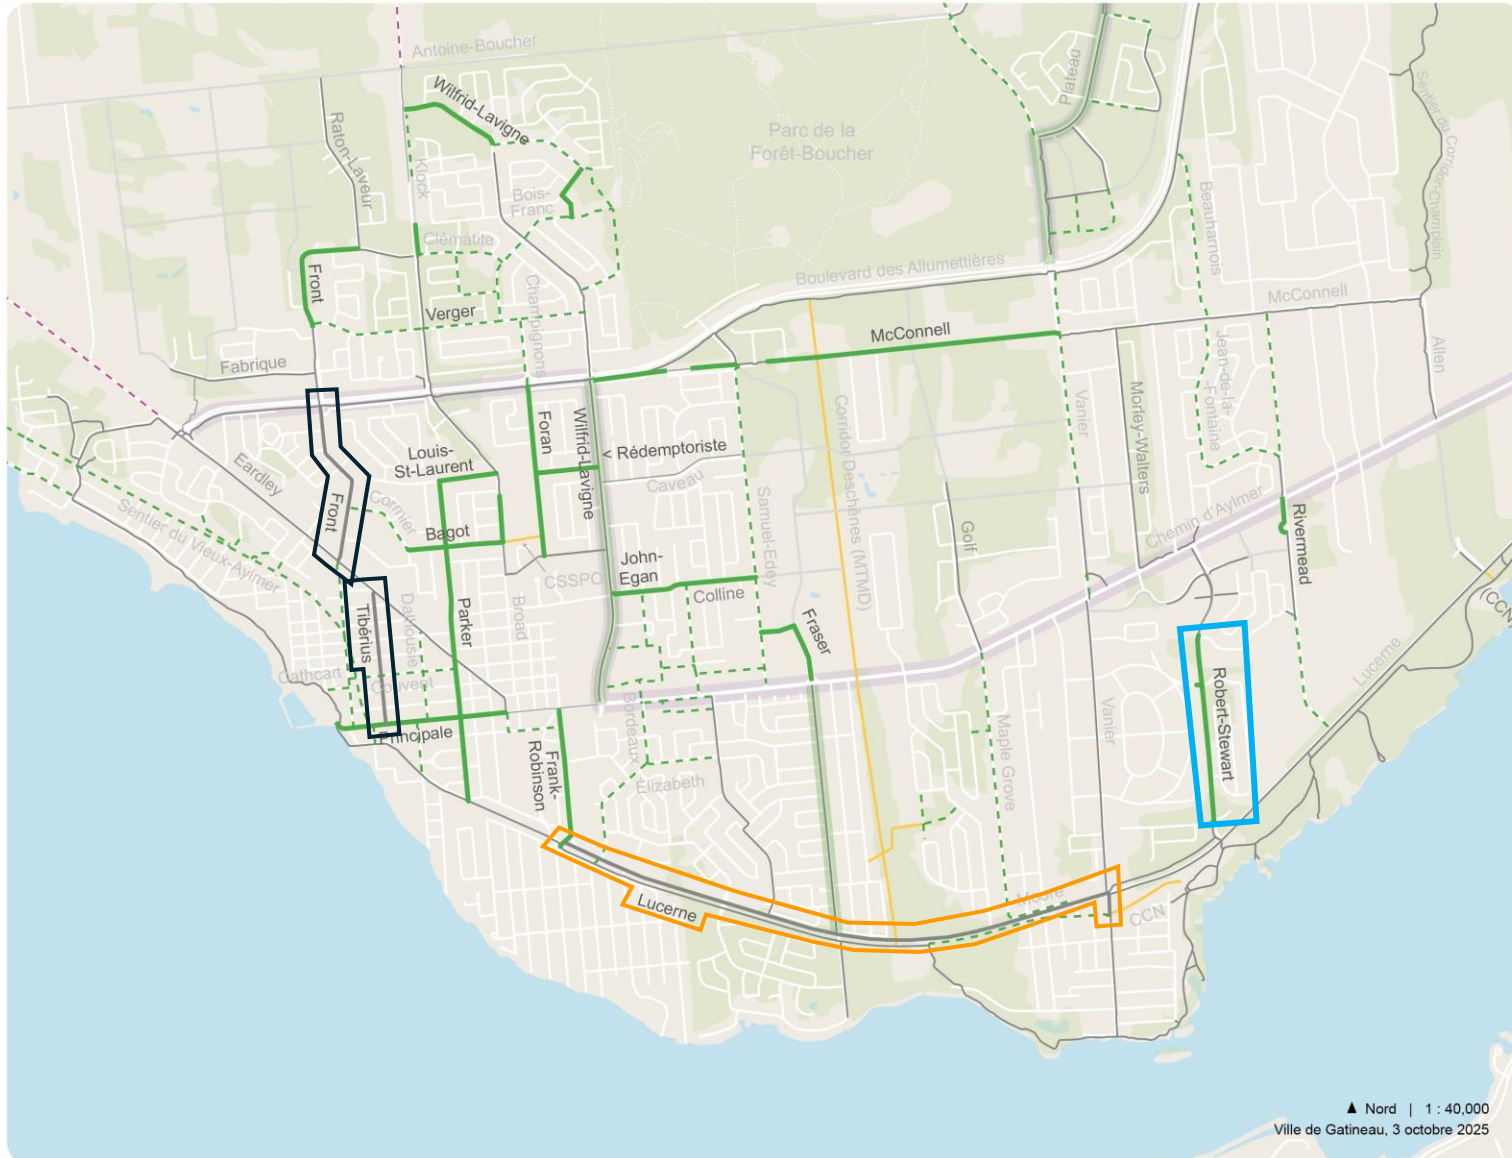 Antoine-Boucher
Wilfrid-Lavigne
Plateau
Sentier du Corridor-Champlain
Raton-Laveur
Klock
Parc de la
Forêt-Boucher
Bois-
Franc
Beauharnois
Clématite
Front
Boulevard des Allumettières
Champignons
McConnell
Verger
McConnell
Jean-de-la-
-Fontaine
Allen
Fabrique
Vanier
Morley-Walters
Corridor Deschênes (MTMD)
Foran
Wilfrid-Lavigne
Louis-
St-Laurent
< Rédemptoriste
Eardley
Caveau
Cormier
Front
Samuel-Edey
Sentier du Vieux-Aylmer
Bagot
Golf
Chemin d'Aylmer
Rivermead
John-
Egan
CSSPO
Colline
(CCN)
Tibérius
Dalhousie
Parker
Broad
Fraser
Lucerne
Cathcart
Couvent
Robert-Stewart
Bordeaux
Vanier
Maple Grove
Principale
Frank-
Robinson
Élizabeth
Moore
Lucerne
CCN
▲ Nord | 1 : 40,000
Ville de Gatineau, 3 octobre 2025